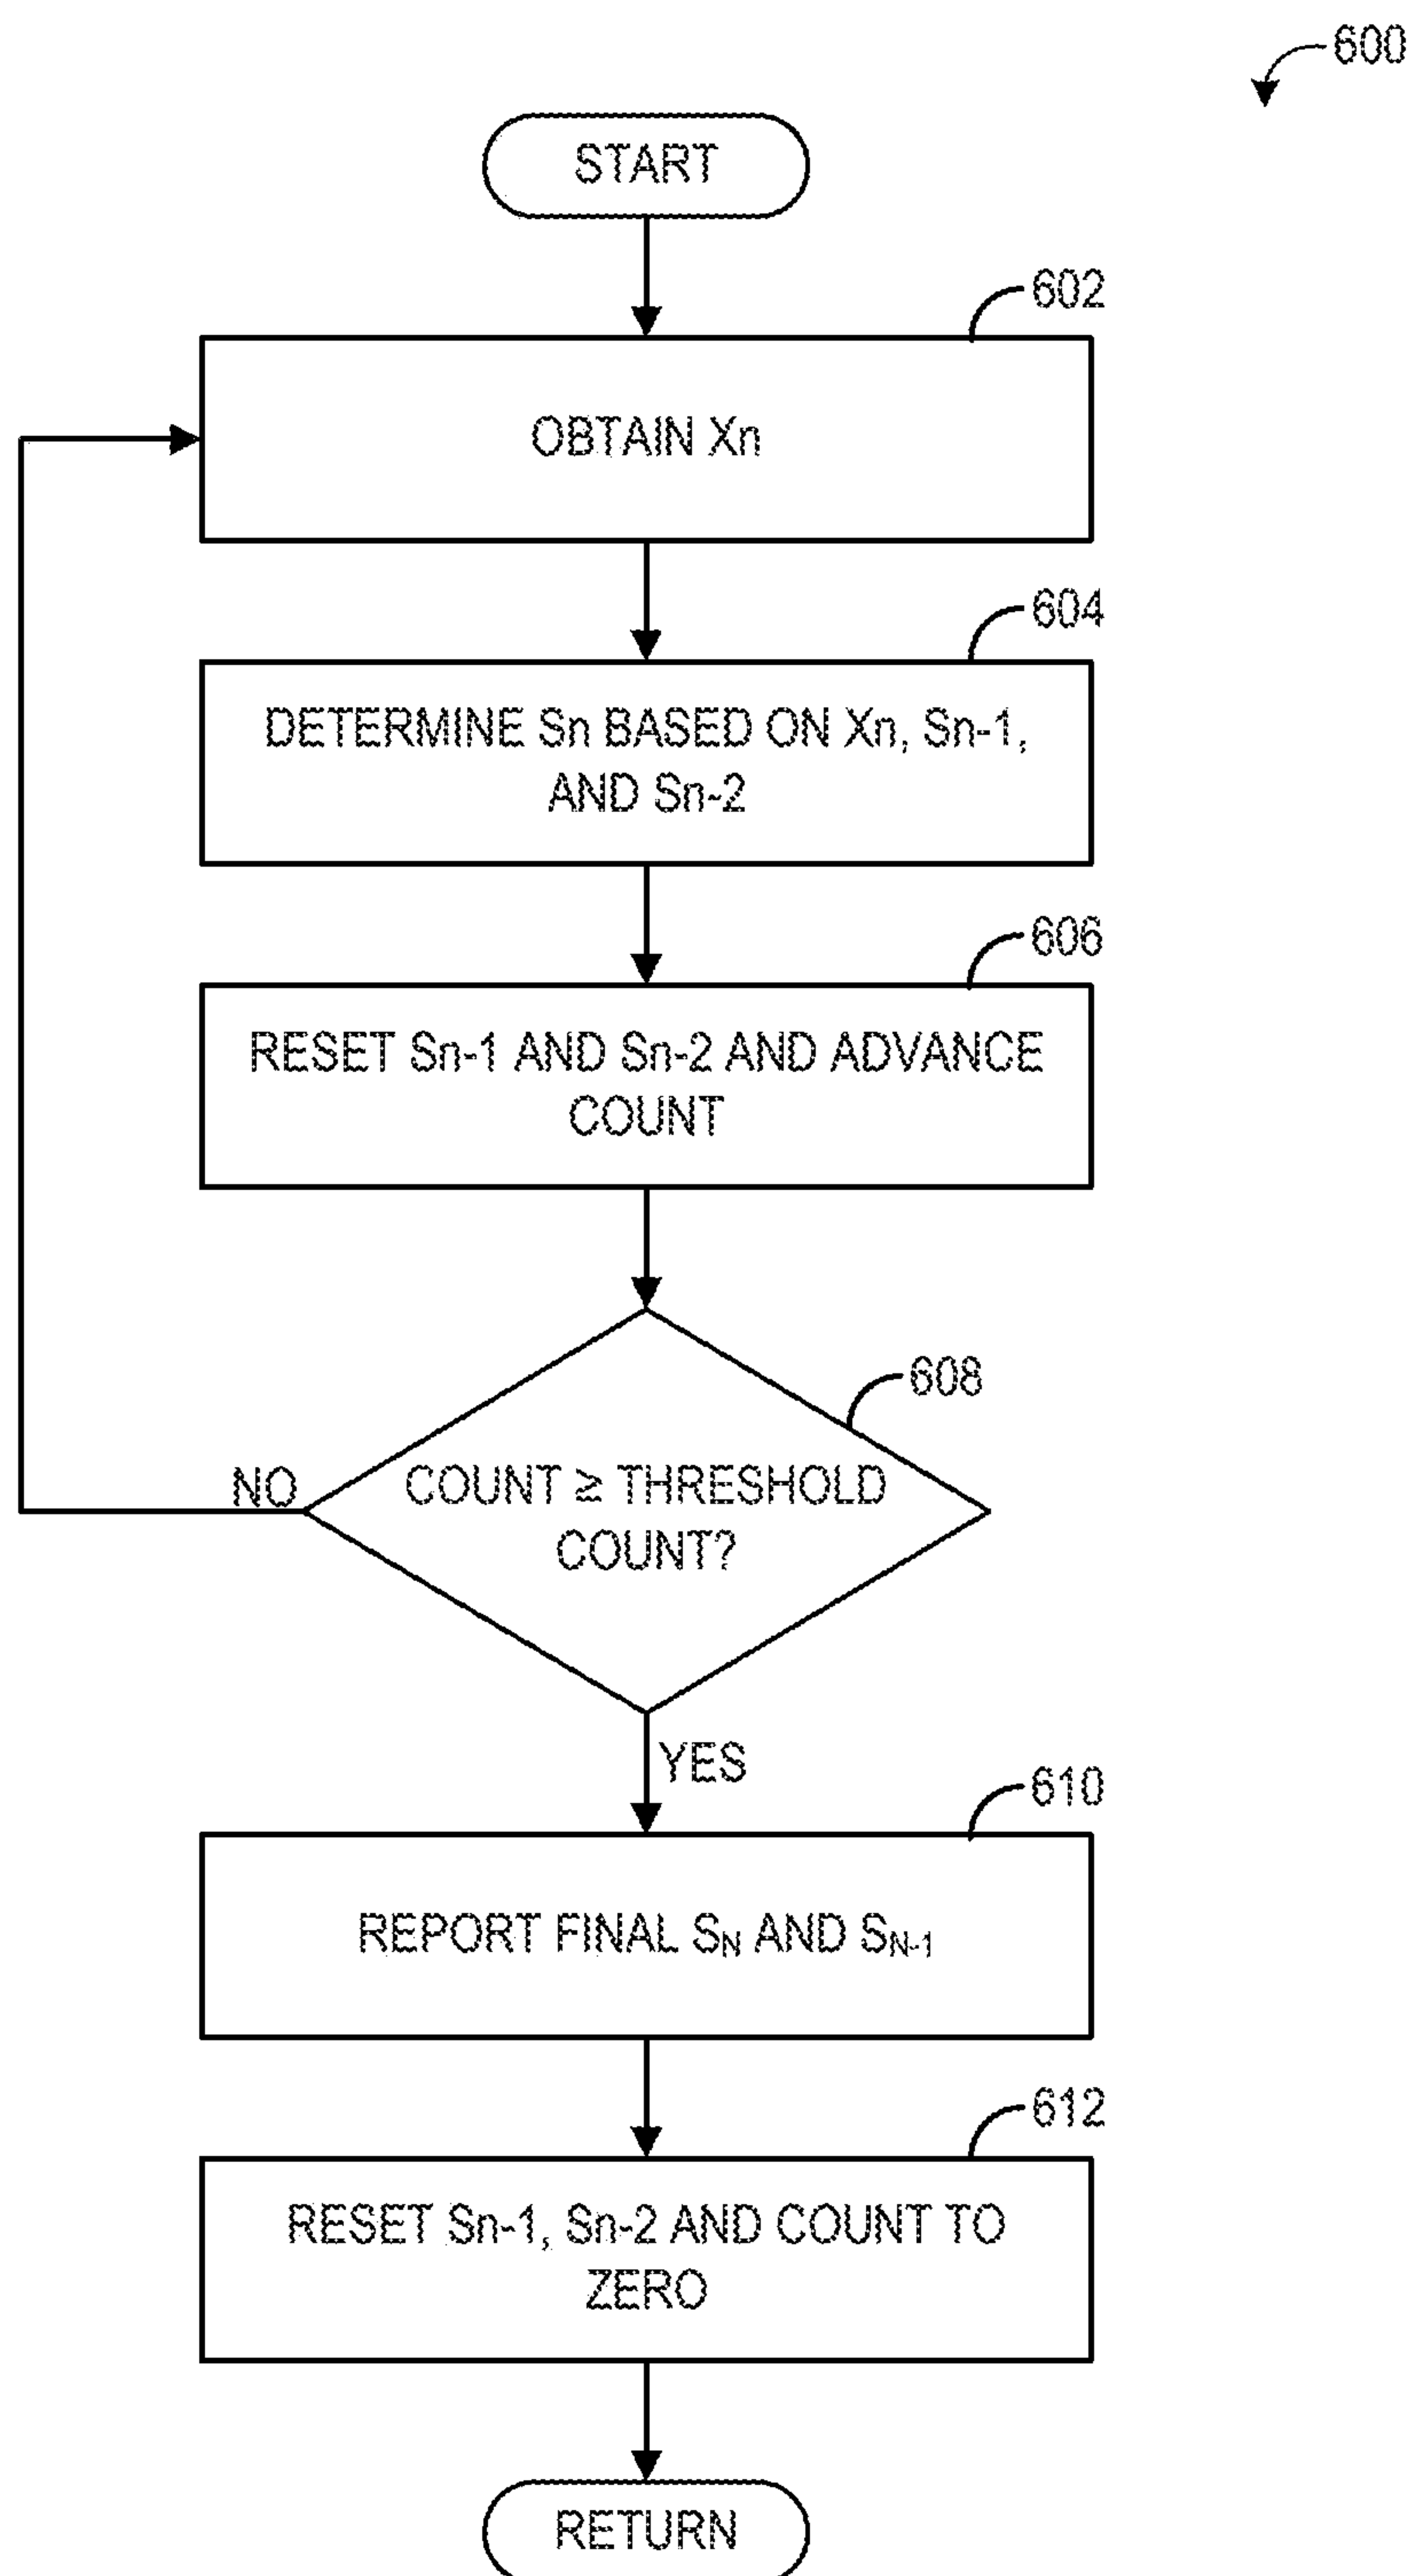 600
START
602
OBTAIN Xn
604
DETERMINE Sn BASED ON Xn, Sn-1,
AND Sn-2
606
RESET Sn-1 AND Sn-2 AND ADVANCE
COUNT
608
COUNT ≥ THRESHOLD
COUNT?
NO
YES
610
REPORT FINAL SN AND SN-1
612
RESET Sn-1, Sn-2 AND COUNT TO
ZERO
RETURN